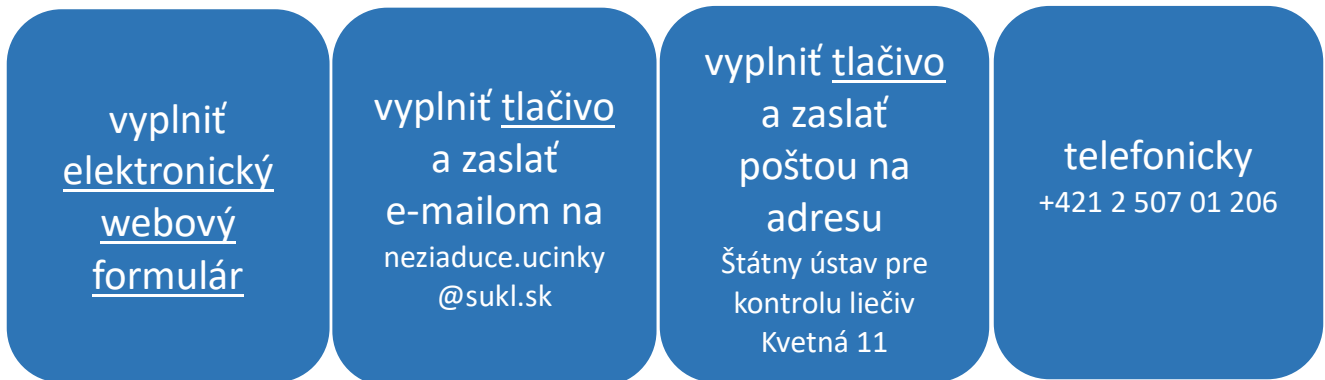 vyplniť
elektronický
webový
formulár
vyplniť tlačivo
a zaslať
e-mailom na
neziaduce.ucinky
@sukl.sk
vyplniť tlačivo
a zaslať
poštou na
adresu
Štátny ústav pre
kontrolu liečiv
Kvetná 11
telefonicky
+421 2 507 01 206